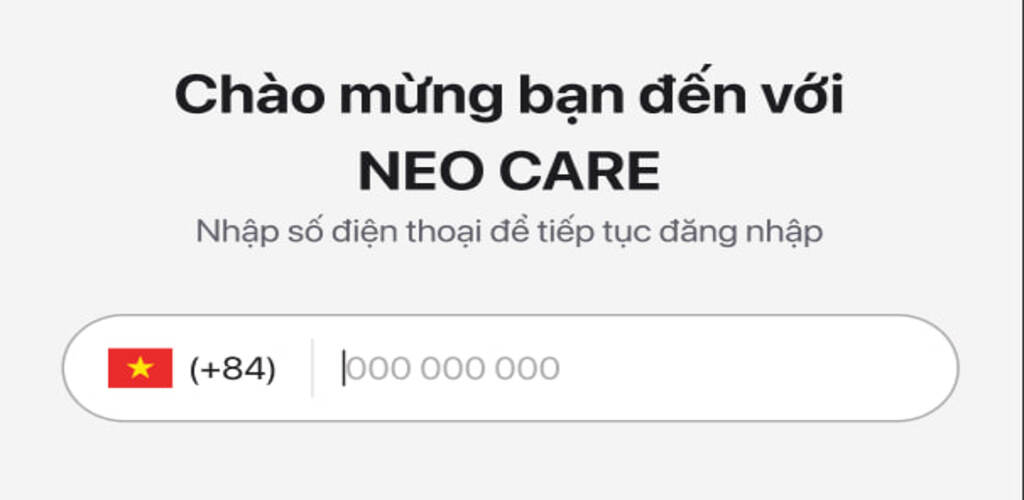 Chào mừng bạn đến với
NEO CARE
Nhập số điện thoại để tiếp tục đăng nhập
(+84) 000 000 000